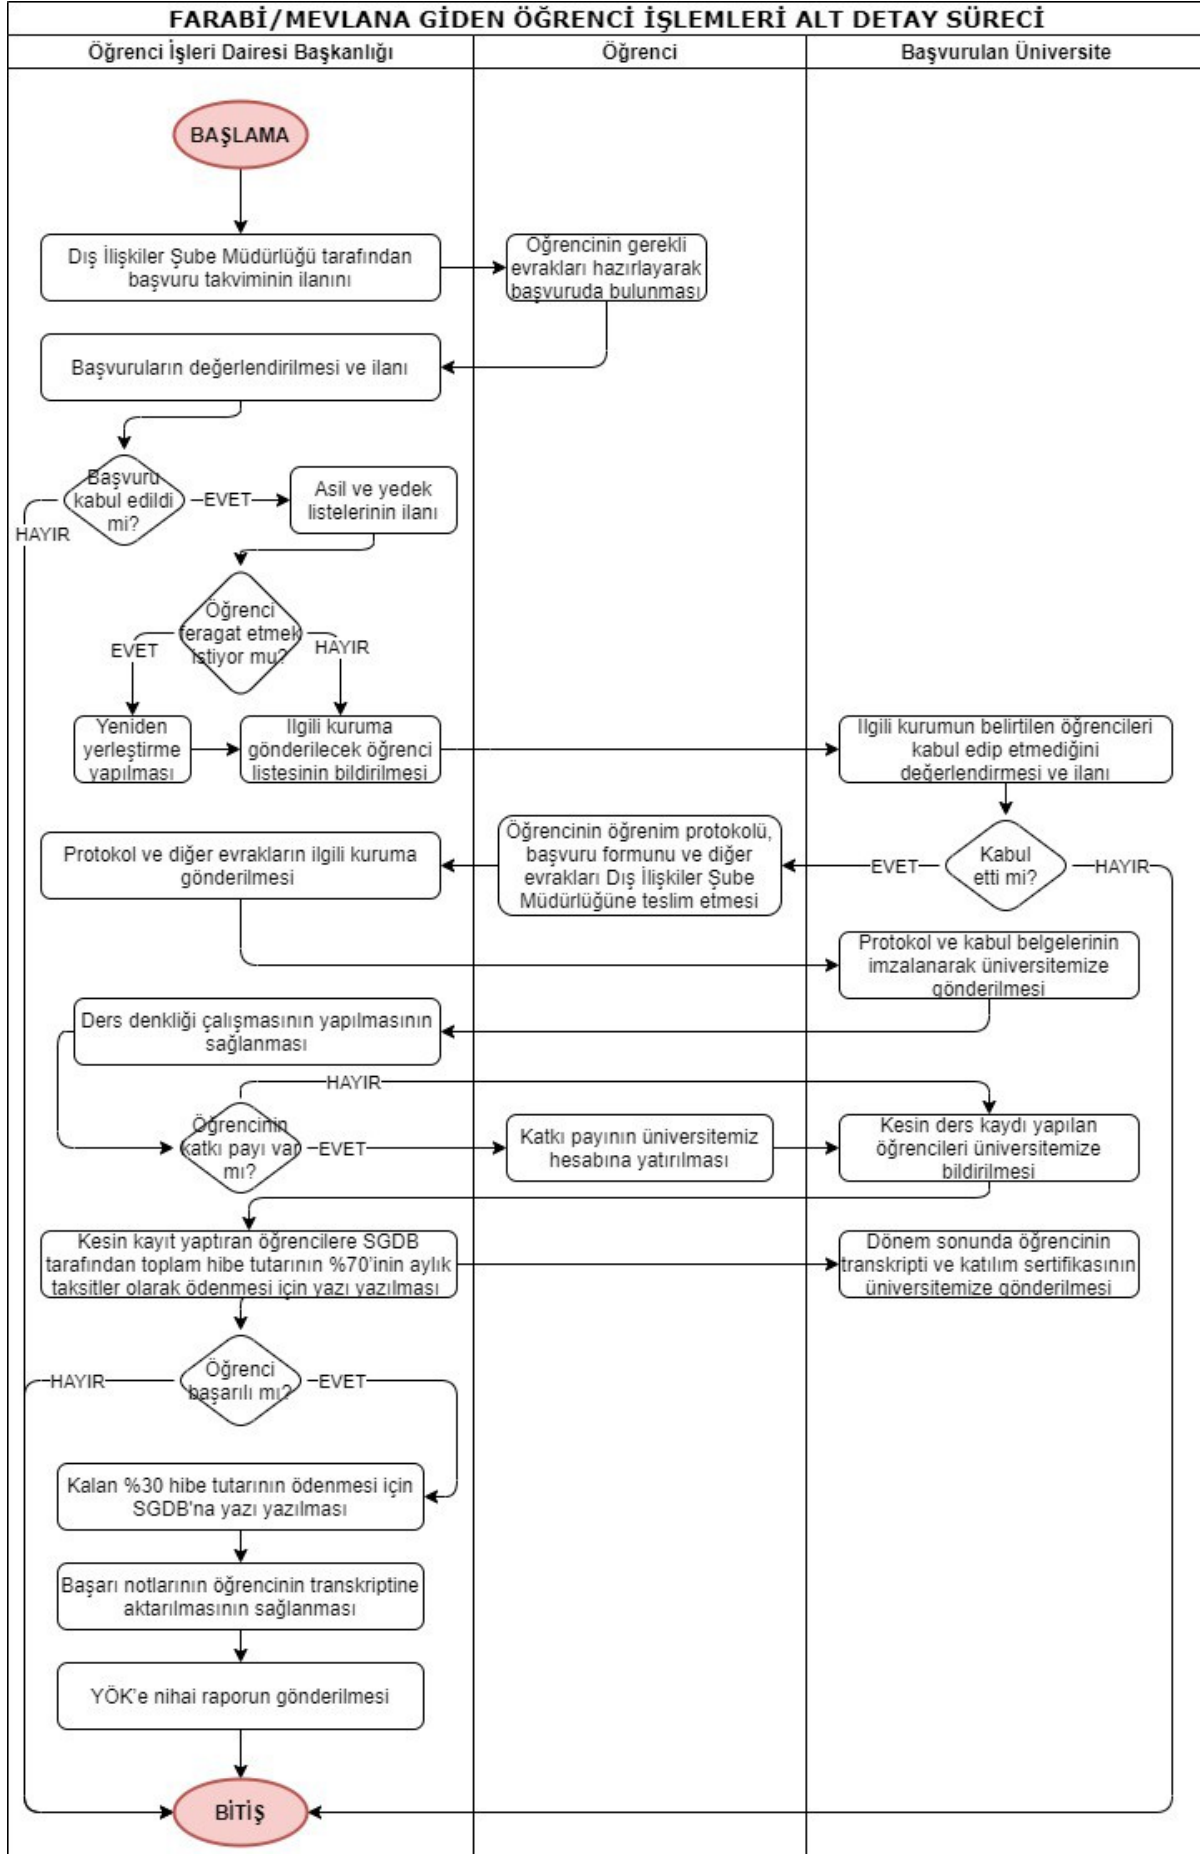 FARABİ/MEVLANA GİDEN ÖĞRENCİ İŞLEMLERİ ALT DETAY SÜRECİ
Öğrenci İşleri Dairesi Başkanlığı
Öğrenci
Başvurulan Üniversite
BAŞLAMA
Dış İlişkiler Şube Müdürlüğü tarafından
başvuru takviminin ilanını
Öğrencinin gerekli
evrakları hazırlayarak
başvuruda bulunması
Başvuruların değerlendirilmesi ve ilanı
Başvuru
kabul edildi
mi?
EVET
HAYIR
Asil ve yedek
listelerinin ilanı
Öğrenci
feragat etmek
istiyor mu?
EVET
HAYIR
Yeniden
yerleştirme
yapılması
İlgili kuruma
gönderilecek öğrenci
listesinin bildirilmesi
İlgili kurumun belirtilen öğrencileri
kabul edip etmediğini
değerlendirmesi ve ilanı
Kabul
etti mi?
EVET
HAYIR
Öğrencinin öğrenim protokolü,
başvuru formunu ve diğer
evrakları Dış İlişkiler Şube
Müdürlüğüne teslim etmesi
Protokol ve diğer evrakların ilgili kuruma
gönderilmesi
Protokol ve kabul belgelerinin
imzalanarak üniversitemize
gönderilmesi
Ders denkliği çalışmasının yapılmasının
sağlanması
HAYIR
Öğrencinin
katkı payı var
mı?
EVET
Katkı payının üniversitemiz
hesabına yatırılması
Kesin ders kaydı yapılan
öğrencileri üniversitemize
bildirilmesi
Kesin kayıt yaptıran öğrencilere SGDB
tarafından toplam hibe tutarının %70'inin aylık
taksitler olarak ödenmesi için yazı yazılması
Dönem sonunda öğrencinin
transkripti ve katılım sertifikasının
üniversitemize gönderilmesi
Öğrenci
başarılı mı?
HAYIR
EVET
Kalan %30 hibe tutarının ödenmesi için
SGDB'na yazı yazılması
Başarı notlarının öğrencinin transkriptine
aktarılmasının sağlanması
YÖK'e nihai raporun gönderilmesi
BİTİŞ